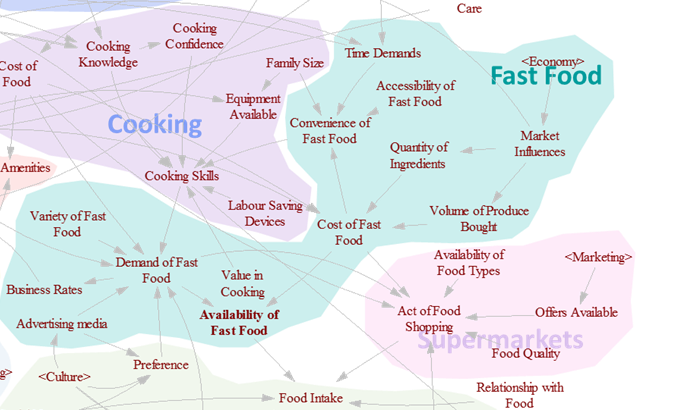 Care
Cooking
Confidence
Cooking
Knowledge
Time Demands
<Economy>
Fast Food
Cost of
Food
Family Size
Accessibility of
Fast Food
Equipment
Available
Cooking
Convenience of
Fast Food
Market
Influences
Quantity of
Ingredients
Amenities
Cooking Skills
Labour Saving
Devices
Variety of Fast
Food
Cost of Fast
Food
Volume of Produce
Bought
Demand of Fast
Food
Value in
Cooking
Availability of
Food Types
<Marketing>
Business Rates
Advertising media
Availability of
Fast Food
Act of Food
Shopping
Offers Available
Supermarkets
Food Quality
Preference
<Culture>
g>
Food Intake
Relationship with
Food